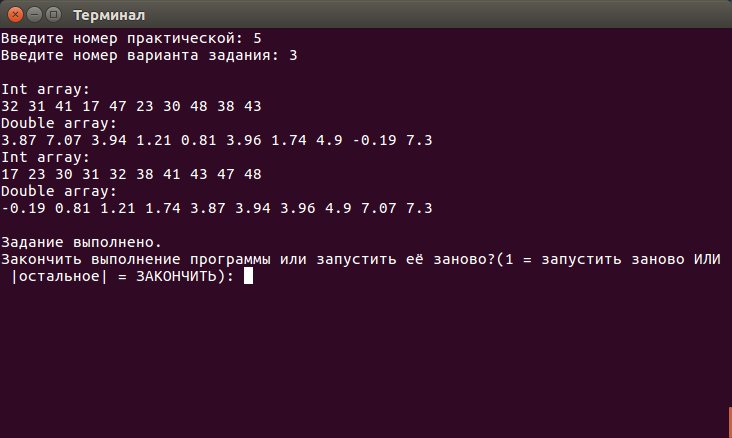 Терминал
Введите номер практической: 5
Введите номер варианта задания: 3
Int array:
32 31 41 17 47 23 30 48 38 43
Double array:
3.87 7.07 3.94 1.21 0.81 3.96 1.74 4.9 -0.19 7.3
Int array:
17 23 30 31 32 38 41 43 47 48
Double array:
-0.19 0.81 1.21 1.74 3.87 3.94 3.96 4.9 7.07 7.3
Задание выполнено.
Закончить выполнение программы или запустить её заново?(1 = запустить заново ИЛИ
|остальное| = ЗАКОНЧИТЬ):